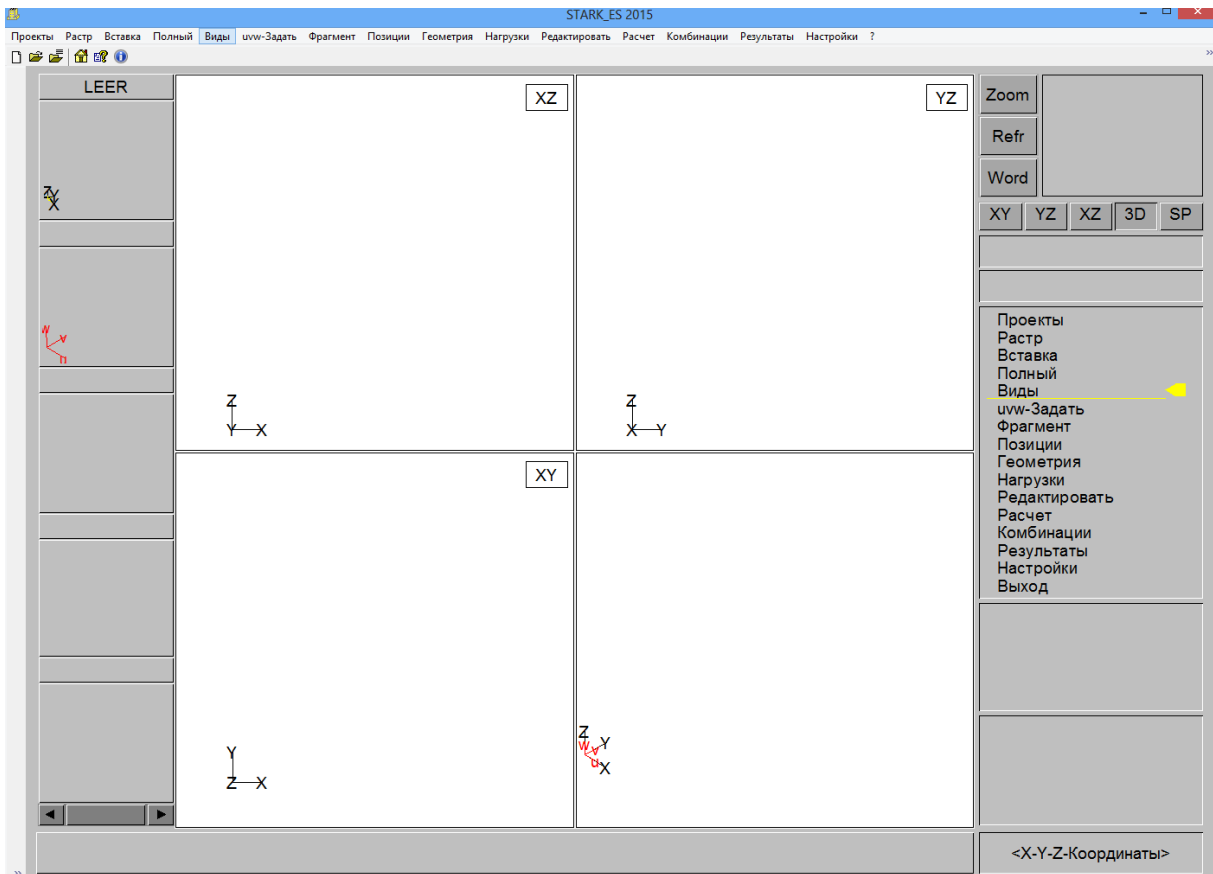 STARK_ES 2015
Проекты Растр Вставка Полный Виды uvw-Задать Фрагмент Позиции Геометрия Нагрузки Редактировать Расчет Комбинации Результаты Настройки ?
LEER
Z
Y
X
w
v
u
XZ
Z
Y X
YZ
Z
X Y
XY
Y
Z X
Z
w
v
Y
u
X
Zoom
Refr
Word
XY YZ XZ 3D SP
Проекты
Растр
Вставка
Полный
Виды
uvw-Задать
Фрагмент
Позиции
Геометрия
Нагрузки
Редактировать
Расчет
Комбинации
Результаты
Настройки
Выход
<X-Y-Z-Координаты>